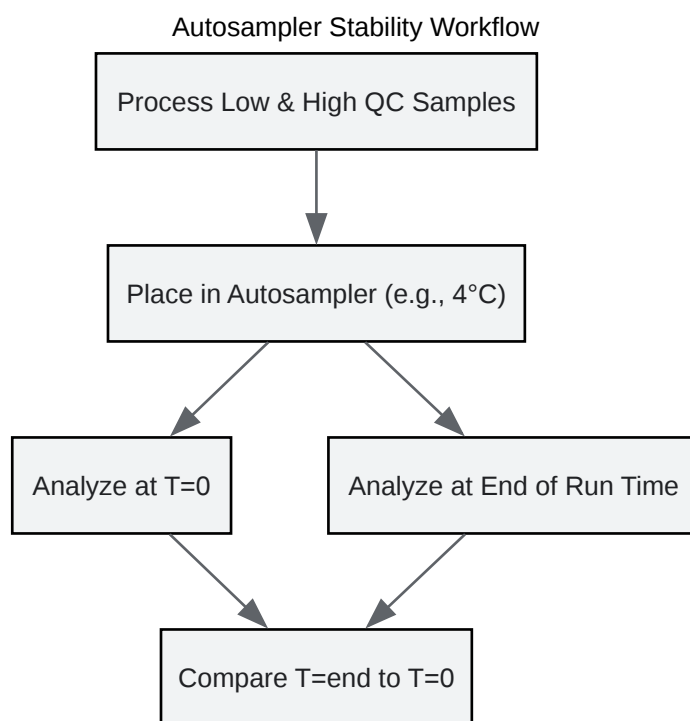 Autosampler Stability Workflow
Process Low & High QC Samples
Place in Autosampler (e.g., 4°C)
Analyze at T=0
Analyze at End of Run Time
Compare T=end to T=0